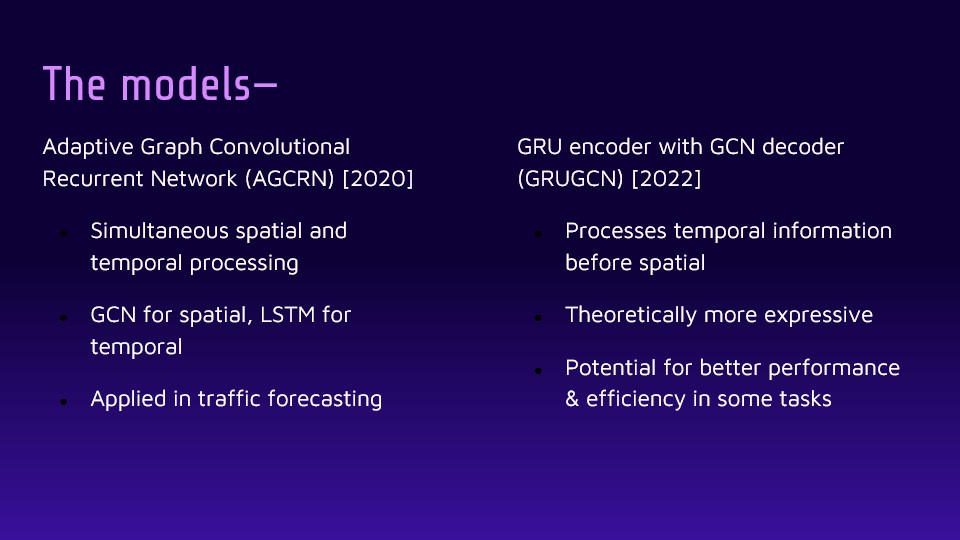 The models—
Adaptive Graph Convolutional
Recurrent Network (AGCRN) [2020]
Simultaneous spatial and
temporal processing
GCN for spatial, LSTM for
temporal
Applied in traffic forecasting
GRU encoder with GCN decoder
(GRUGCN) [2022]
Processes temporal information
before spatial
Theoretically more expressive
Potential for better performance
& efficiency in some tasks